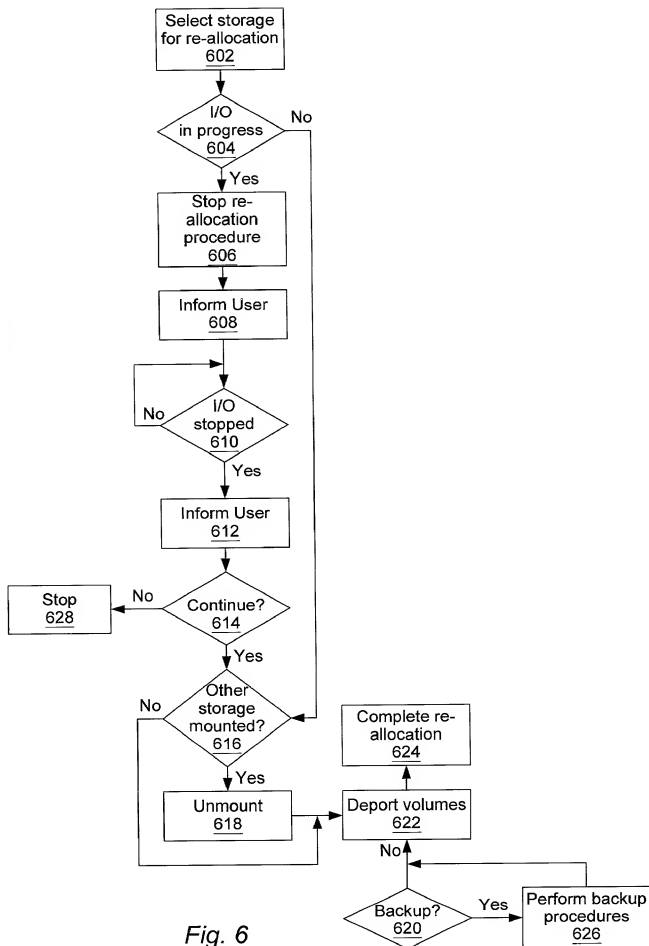 Select storage
for re-allocation
602
I/O
in progress
604
No
Yes
Stop re-
allocation
procedure
606
Inform User
608
I/O
stopped
610
No
Yes
Inform User
612
Continue?
614
No
Stop
628
Yes
Other
storage
mounted?
616
No
Yes
Unmount
618
Complete re-
allocation
624
Deport volumes
622
No
Backup?
620
Yes
Perform backup
procedures
626
Fig. 6